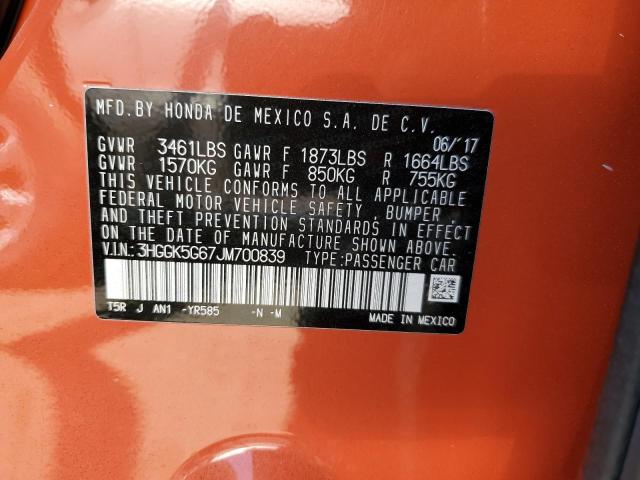 MFD.BY HONDA DE MEXICO S.A. DE C.V.
06/'17
GVWR 3461LBS GAWR F 1873LBS R 1664LBS
GVWR 1570KG GAWR F 850KG R 755KG
THIS VEHICLE CONFORMS TO ALL APPLICABLE
FEDERAL MOTOR VEHICLE SAFETY, BUMPER,
AND THEFT PREVENTION STANDARDS IN EFFECT
ON THE DATE OF MANUFACTURE SHOWN ABOVE.
V.I.N.:3HGGK5G67JM700839 TYPE:PASSENGER CAR
T5R J AN1 -YR585 -N -M
MADE IN MEXICO